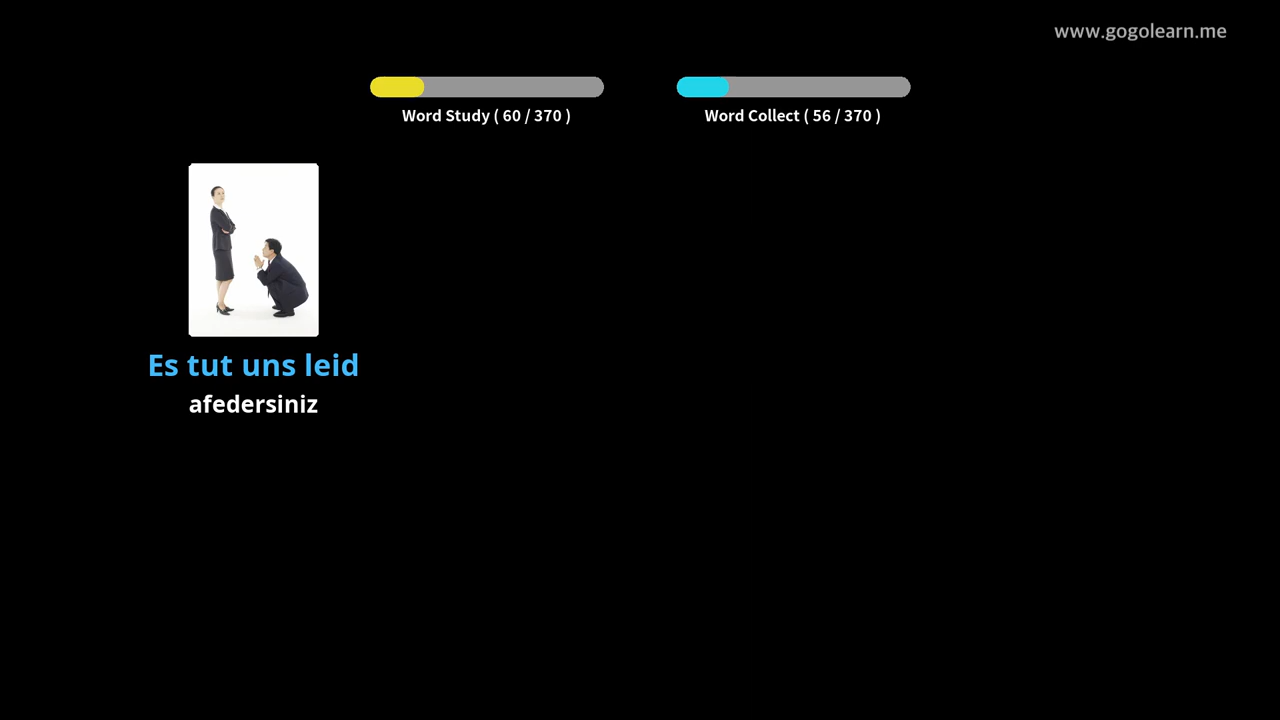 www.gogolearn.me
Word Study ( 60 / 370 )
Word Collect ( 56 / 370 )
Es tut uns leid
afedersiniz